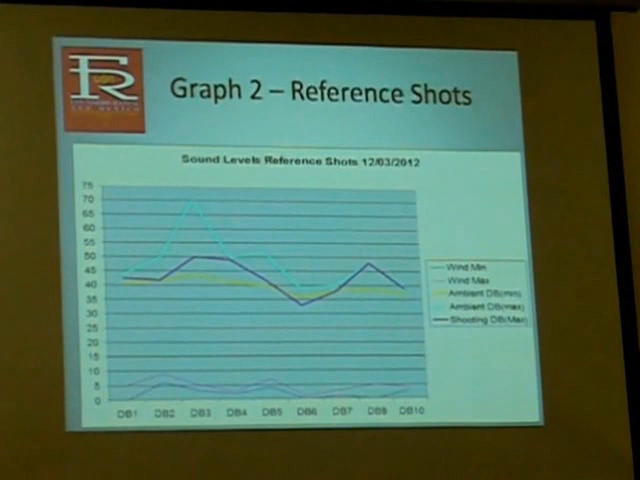 FR
Graph 2 – Reference Shots
Sound Levels Reference Shots 12/03/2012
75
70
65
60
55
50
45
40
35
30
25
20
15
10
5
0
DB1 DB2 DB3 DB4 DB5 DB6 DB7 DB8 DB10
Wind Min
Wind Max
Ambient DB(min)
Ambient DB(max)
Shooting DB(Max)